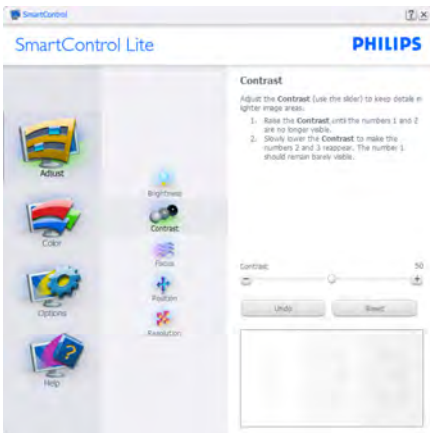 SmartControl
SmartControl Lite
PHILIPS
Adjust
Color
Options
Help
Brightness
Contrast
Focus
Position
Resolution
Contrast
Adjust the Contrast (use the slider) to keep details in
lighter image areas.
1. Raise the Contrast until the numbers 1 and 2
are no longer visible.
2. Slowly lower the Contrast to make the
numbers 2 and 3 reappear. The number 1
should remain barely visible.
Contrast
50
Undo
Reset